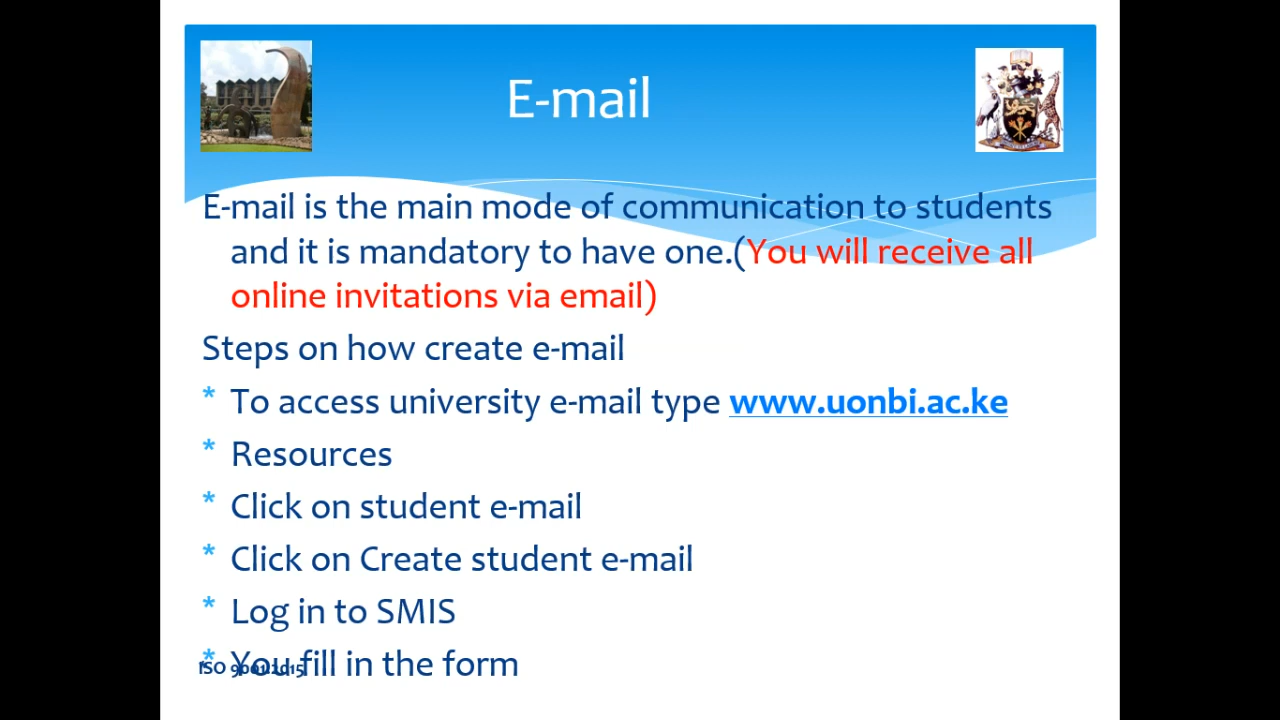 E-mail
E-mail is the main mode of communication to students
and it is mandatory to have one.(You will receive all
online invitations via email)
Steps on how create e-mail
* To access university e-mail type www.uonbi.ac.ke
* Resources
* Click on student e-mail
* Click on Create student e-mail
* Log in to SMIS
* You fill in the form
ISO 9001:2015